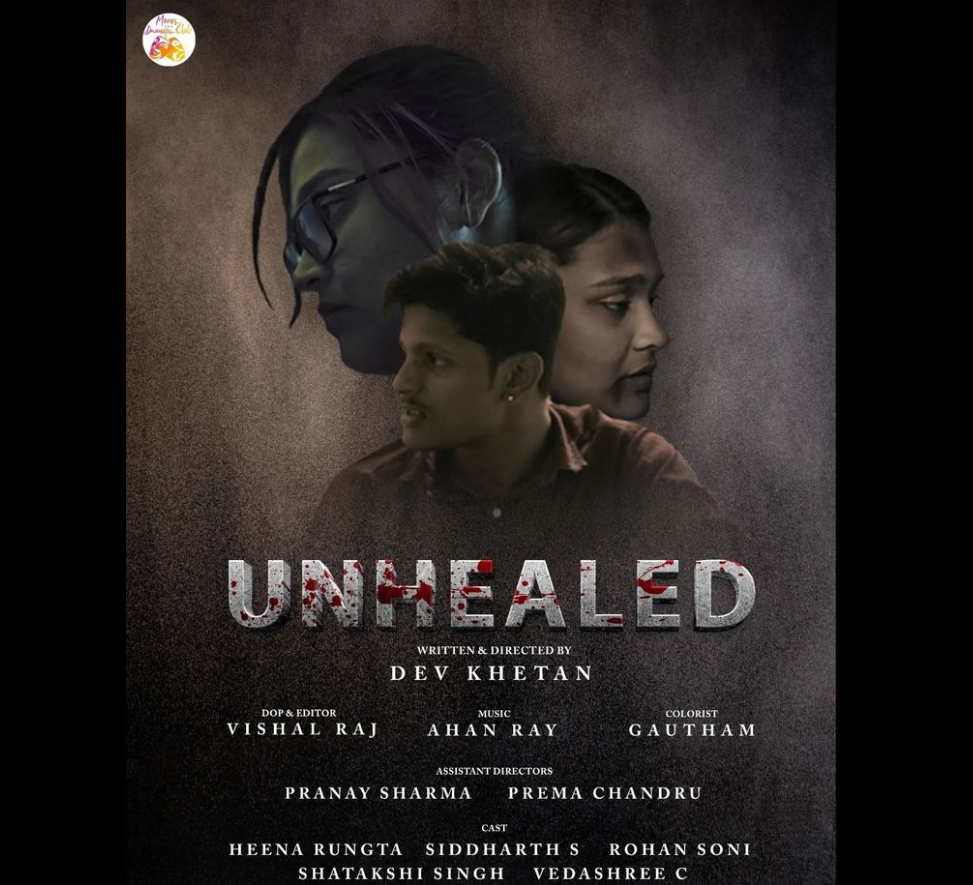 UNHEALED
WRITTEN & DIRECTED BY
DEV KHETAN
DOP & EDITOR MUSIC COLORIST
VISHAL RAJ AHAN RAY GAUTHAM
ASSISTANT DIRECTORS
PRANAY SHARMA PREMA CHANDRU
CAST
HEENA RUNGTA SIDDHARTH S ROHAN SONI
SHATAKSHI SINGH VEDASHREE C